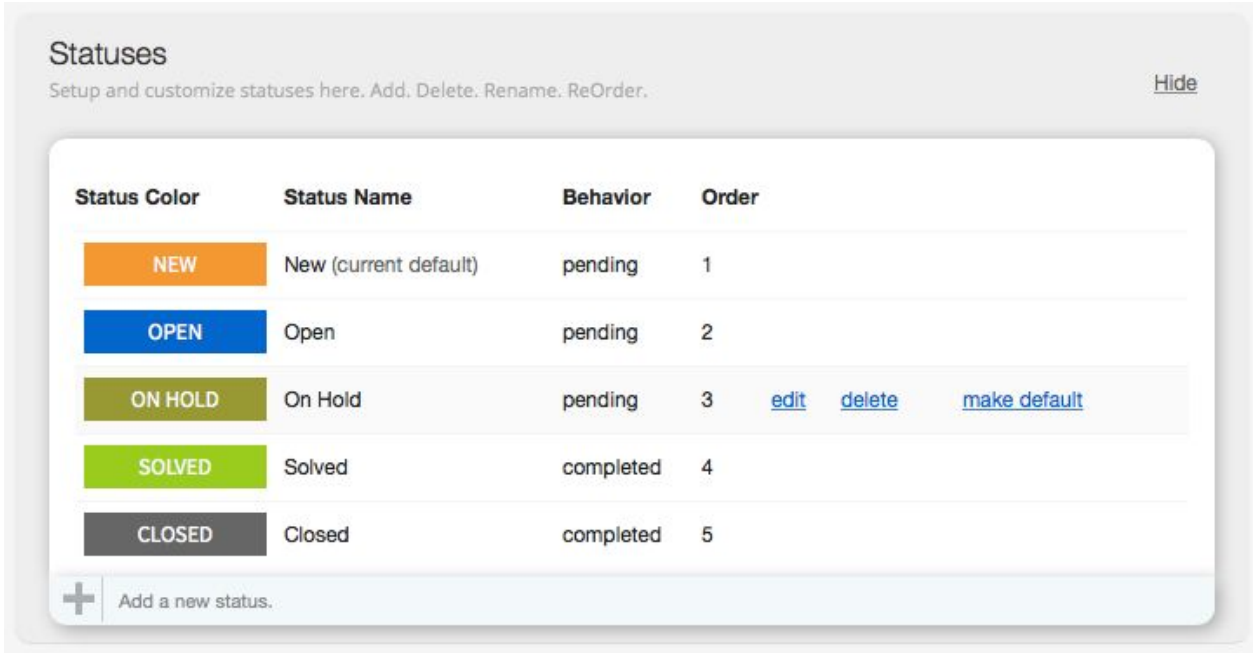 Statuses
Setup and customize statuses here. Add. Delete. Rename. ReOrder.
Hide
Status Color Status Name Behavior Order
NEW New (current default) pending 1
OPEN Open pending 2
ON HOLD On Hold pending 3 edit delete make default
SOLVED Solved completed 4
CLOSED Closed completed 5
Add a new status.